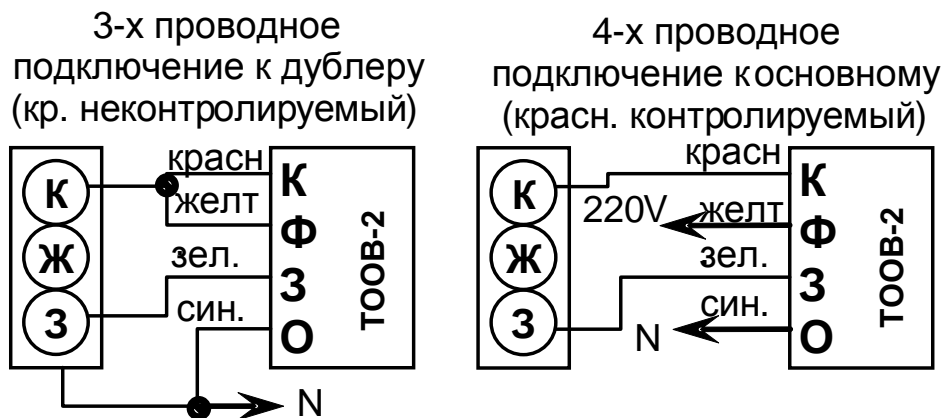 3-х проводное
подключение к дублеру
(кр. неконтролируемый)
К
Ж
З
красн
желт
зел.
син.
К
Ф
З
О
ТООВ-2
N
4-х проводное
подключение к основному
(красн. контролируемый)
К
Ж
З
красн
220V
желт
зел.
син.
N
К
Ф
З
О
ТООВ-2